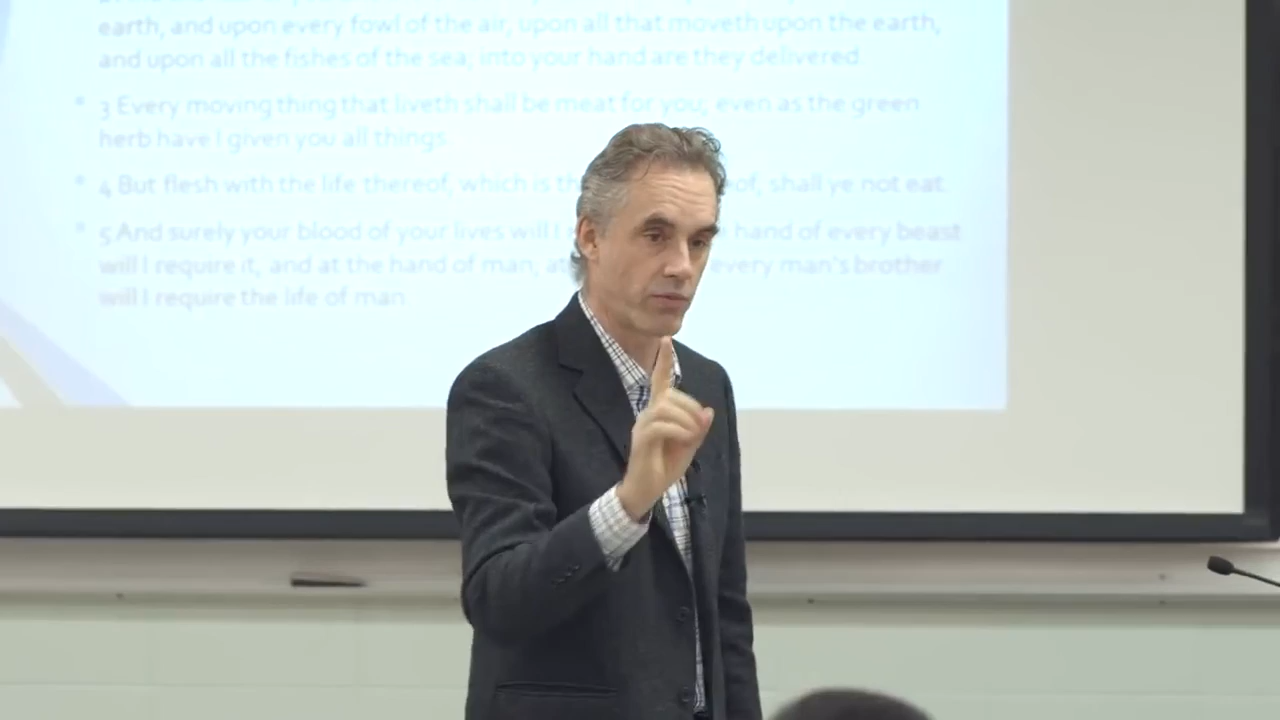 earth, and upon every fowl of the air, upon all that moveth upon the earth,
and upon all the fishes of the sea; into your hand are they delivered.
3 Every moving thing that liveth shall be meat for you; even as the green
herb have I given you all things.
4 But flesh with the life thereof, which is th eof, shall ye not eat.
5 And surely your blood of your lives will I hand of every beast
will I require it, and at the hand of man; at every man's brother
will I require the life of man.